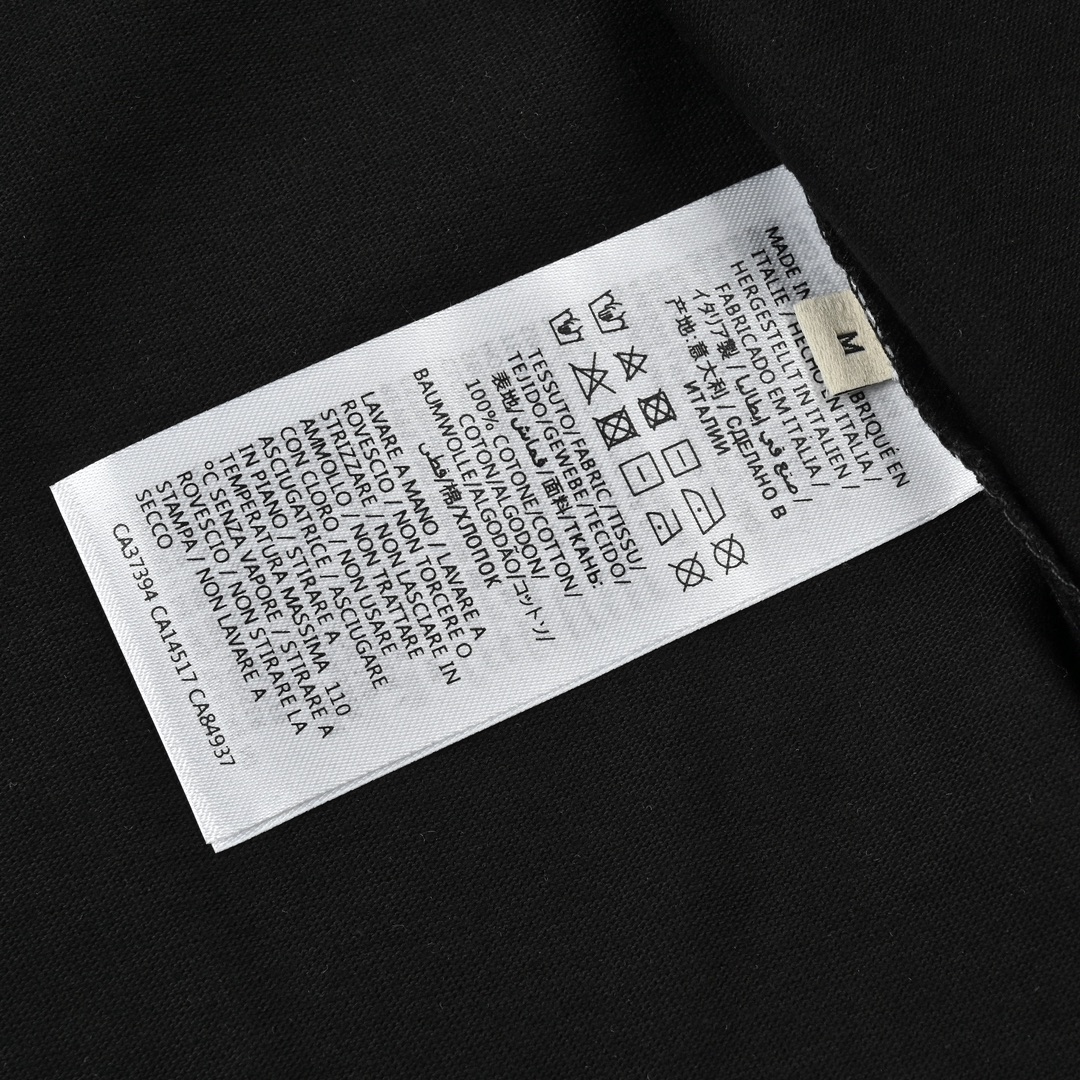 MADE IN
ITALIE / HECHO EN ITALIA / FABRIQUÉ EN
HERGESTELLT IN ITALIEN /
FABRICADO EM ITALIA /
イタリア製 / صنع في إيطاليا /
产地:意大利 / СДЕЛАНО В
ИТАЛИИ
M
TESSUTO/FABRIC/TISSU/
TEJIDO/GEWEBE/TECIDO/
表地/قماش/面料/ТКАНЬ:
100% COTONE/COTTON/
COTON/ALGODON/
BAUMWOLLE/ALGODÃO/コットン/
قطن/棉/ХЛОПОК
LAVARE A MANO / LAVARE A
ROVESCIO / NON TORCERE O
STRIZZARE / NON LASCIARE IN
AMMOLLO / NON TRATTARE
CON CLORO / NON USARE
ASCIUGATRICE / ASCIUGARE
IN PIANO / STIRARE A
TEMPERATURA MASSIMA 110
°C SENZA VAPORE / STIRARE A
ROVESCIO / NON STIRARE LA
STAMPA / NON LAVARE A
SECCO
CA37394 CA14517 CA84937